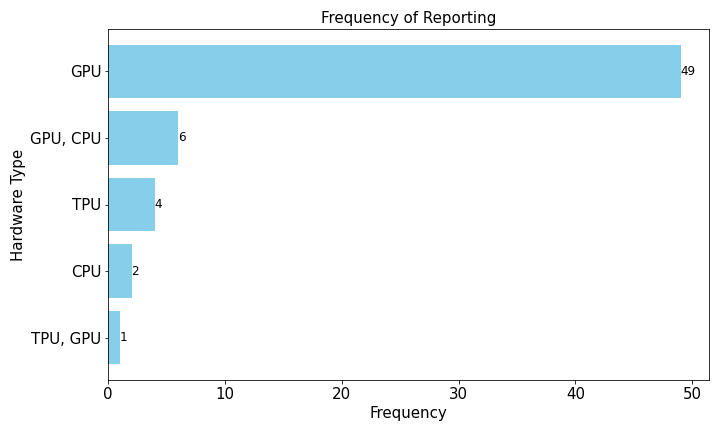 Frequency of Reporting
Hardware Type
GPU
49
GPU, CPU
6
TPU
4
CPU
2
TPU, GPU
1
0 10 20 30 40 50
Frequency